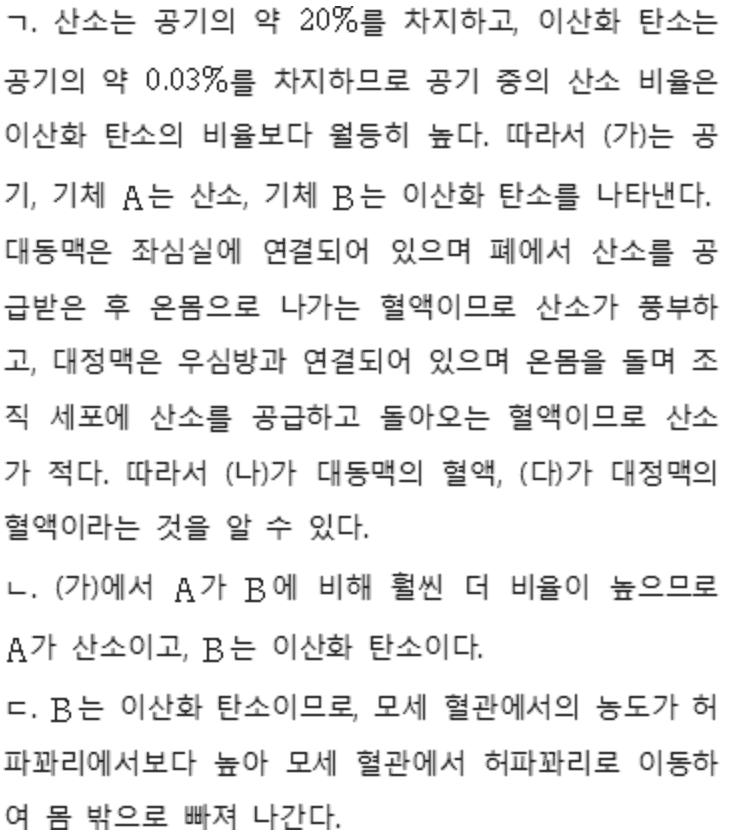 ㄱ. 산소는 공기의 약 20%를 차지하고, 이산화 탄소는
공기의 약 0.03%를 차지하므로 공기 중의 산소 비율은
이산화 탄소의 비율보다 월등히 높다. 따라서 (가)는 공
기, 기체 A는 산소, 기체 B는 이산화 탄소를 나타낸다.
대동맥은 좌심실에 연결되어 있으며 폐에서 산소를 공
급받은 후 온몸으로 나가는 혈액이므로 산소가 풍부하
고, 대정맥은 우심방과 연결되어 있으며 온몸을 돌며 조
직 세포에 산소를 공급하고 돌아오는 혈액이므로 산소
가 적다. 따라서 (나)가 대동맥의 혈액, (다)가 대정맥의
혈액이라는 것을 알 수 있다.
ㄴ. (가)에서 A가 B에 비해 훨씬 더 비율이 높으므로
A가 산소이고, B는 이산화 탄소이다.
ㄷ. B는 이산화 탄소이므로, 모세 혈관에서의 농도가 허
파꽈리에서보다 높아 모세 혈관에서 허파꽈리로 이동하
여 몸 밖으로 빠져 나간다.